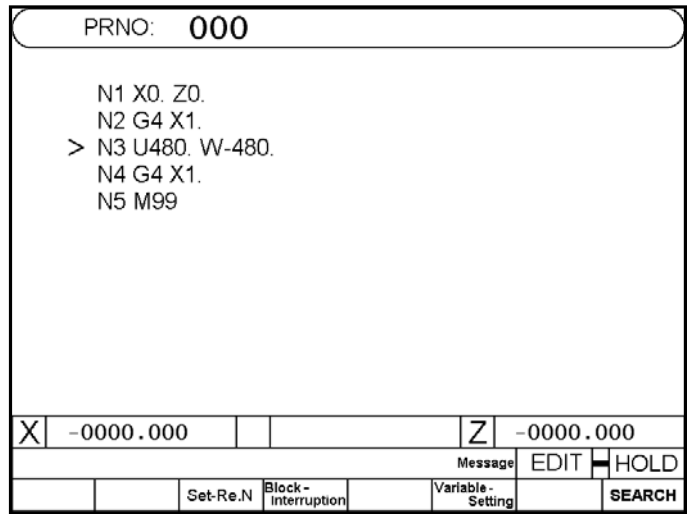 PRNO: 000
N1 X0. Z0.
N2 G4 X1.
> N3 U480. W-480.
N4 G4 X1.
N5 M99
X -0000.000 Z -0000.000
Message EDIT HOLD
Set-Re.N Block-Interruption Variable-Setting SEARCH